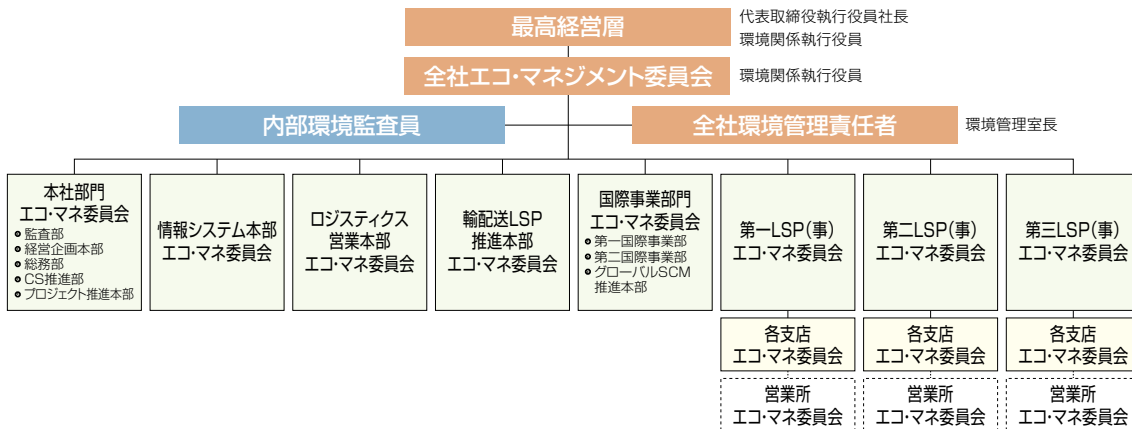 最高経営層
代表取締役執行役員社長
環境関係執行役員
全社エコ・マネジメント委員会
環境関係執行役員
内部環境監査員
全社環境管理責任者
環境管理室長
本社部門
エコ・マネ委員会
監査部
経営企画本部
総務部
CS推進部
プロジェクト推進本部
情報システム本部
エコ・マネ委員会
ロジスティクス
営業本部
エコ・マネ委員会
輸配送LSP
推進本部
エコ・マネ委員会
国際事業部門
エコ・マネ委員会
第一国際事業部
第二国際事業部
グローバルSCM
推進本部
第一LSP(事)
エコ・マネ委員会
第二LSP(事)
エコ・マネ委員会
第三LSP(事)
エコ・マネ委員会
各支店
エコ・マネ委員会
各支店
エコ・マネ委員会
各支店
エコ・マネ委員会
営業所
エコ・マネ委員会
営業所
エコ・マネ委員会
営業所
エコ・マネ委員会